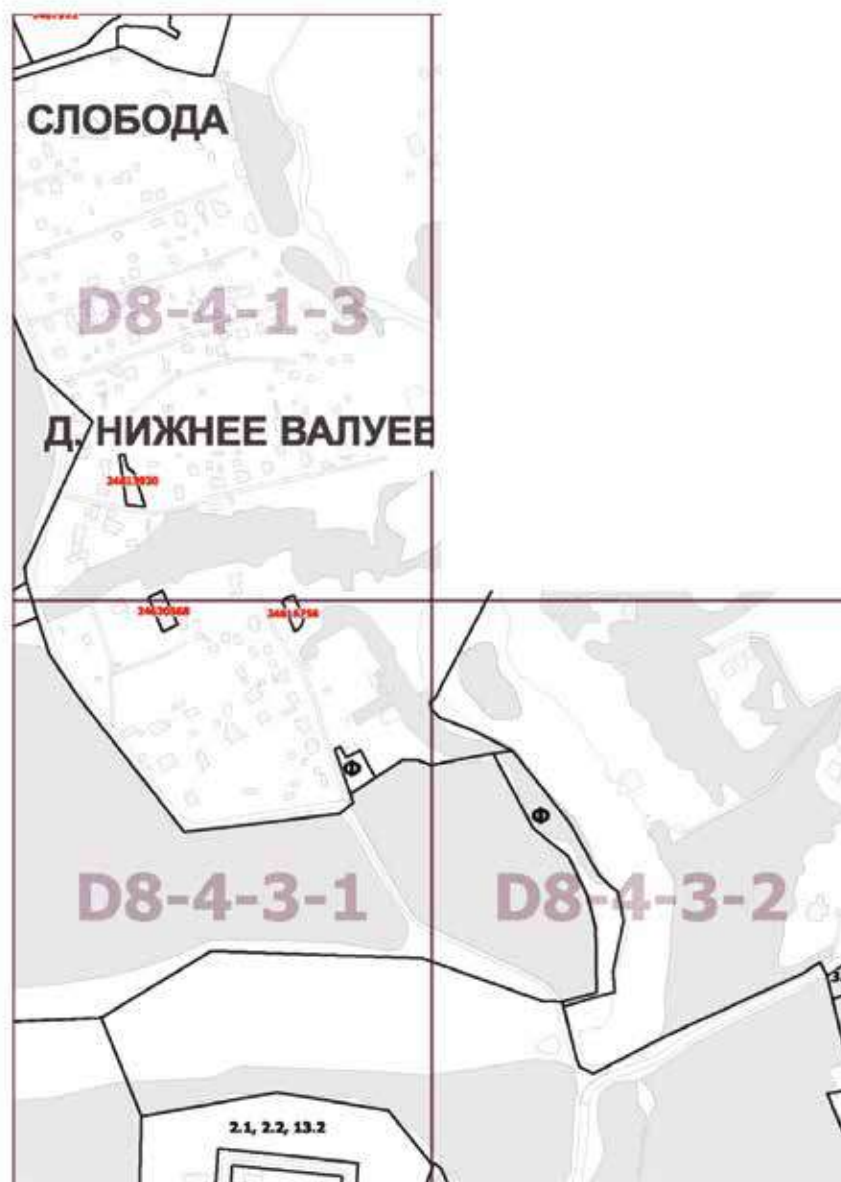 СЛОБОДА
D8-4-1-3
Д. НИЖНЕЕ ВАЛУЕВ
Ф
Ф
D8-4-3-1
D8-4-3-2
3.
2.1, 2.2, 13.2